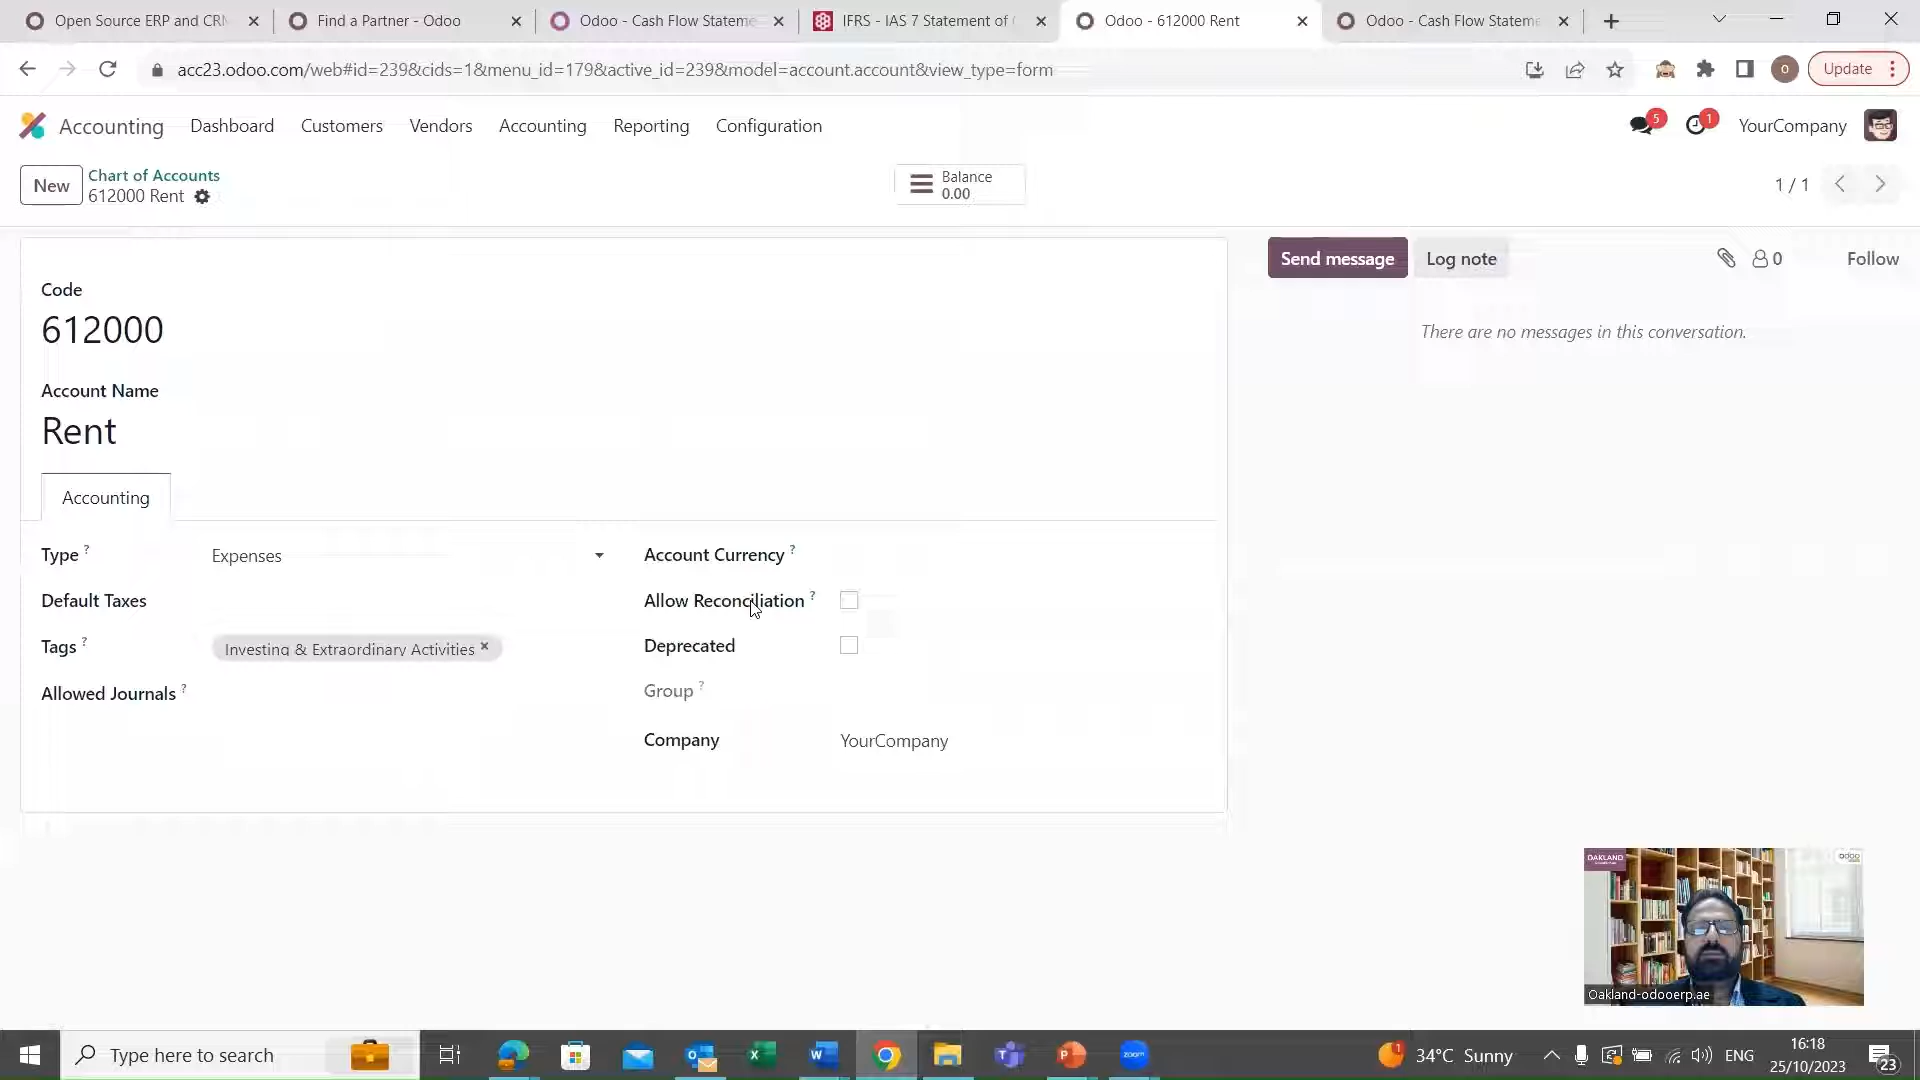 Open Source ERP and CRM
Find a Partner - Odoo
Odoo - Cash Flow Stateme
IFRS - IAS 7 Statement of
Odoo - 612000 Rent
Odoo - Cash Flow Stateme
acc23.odoo.com/web#id=239&cids=1&menu_id=179&active_id=239&model=account.account&view_type=form
O
Update
Accounting
Dashboard
Customers
Vendors
Accounting
Reporting
Configuration
5
1
YourCompany
New
Chart of Accounts
612000 Rent
Balance
0.00
1 / 1
Send message
Log note
0
Follow
There are no messages in this conversation.
Code
612000
Account Name
Rent
Accounting
Type ?
Expenses
Account Currency ?
Default Taxes
Allow Reconciliation ?
Tags ?
Investing & Extraordinary Activities
Deprecated
Allowed Journals ?
Group ?
Company
YourCompany
OAKLAND
odoo
Oakland-odooerp.ae
Type here to search
zoom
1
34°C Sunny
ENG
16:18
25/10/2023
23